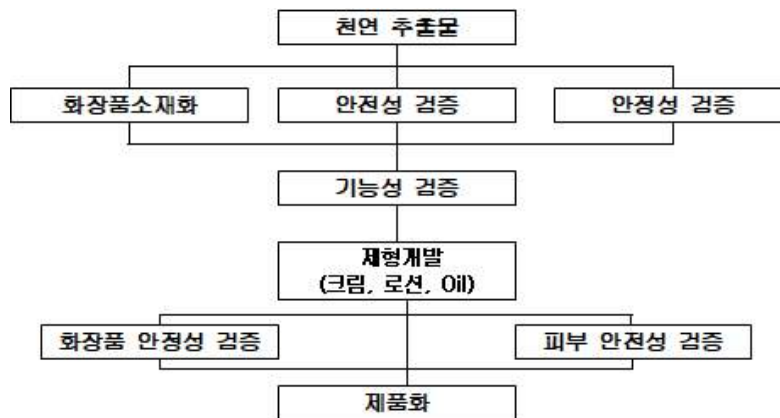 천연 추출물
화장품소재화
안전성 검증
안정성 검증
기능성 검증
제형개발
(크림, 로션, Oil)
화장품 안정성 검증
피부 안전성 검증
제품화